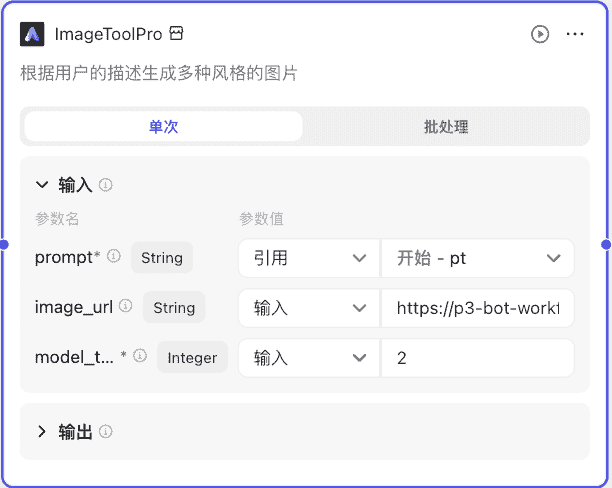 ImageToolPro
根据用户的描述生成多种风格的图片
单次 批处理
输入
参数名 参数值
prompt* String 引用 开始 - pt
image_url String 输入 https://p3-bot-workf
model_t... * Integer 输入 2
输出